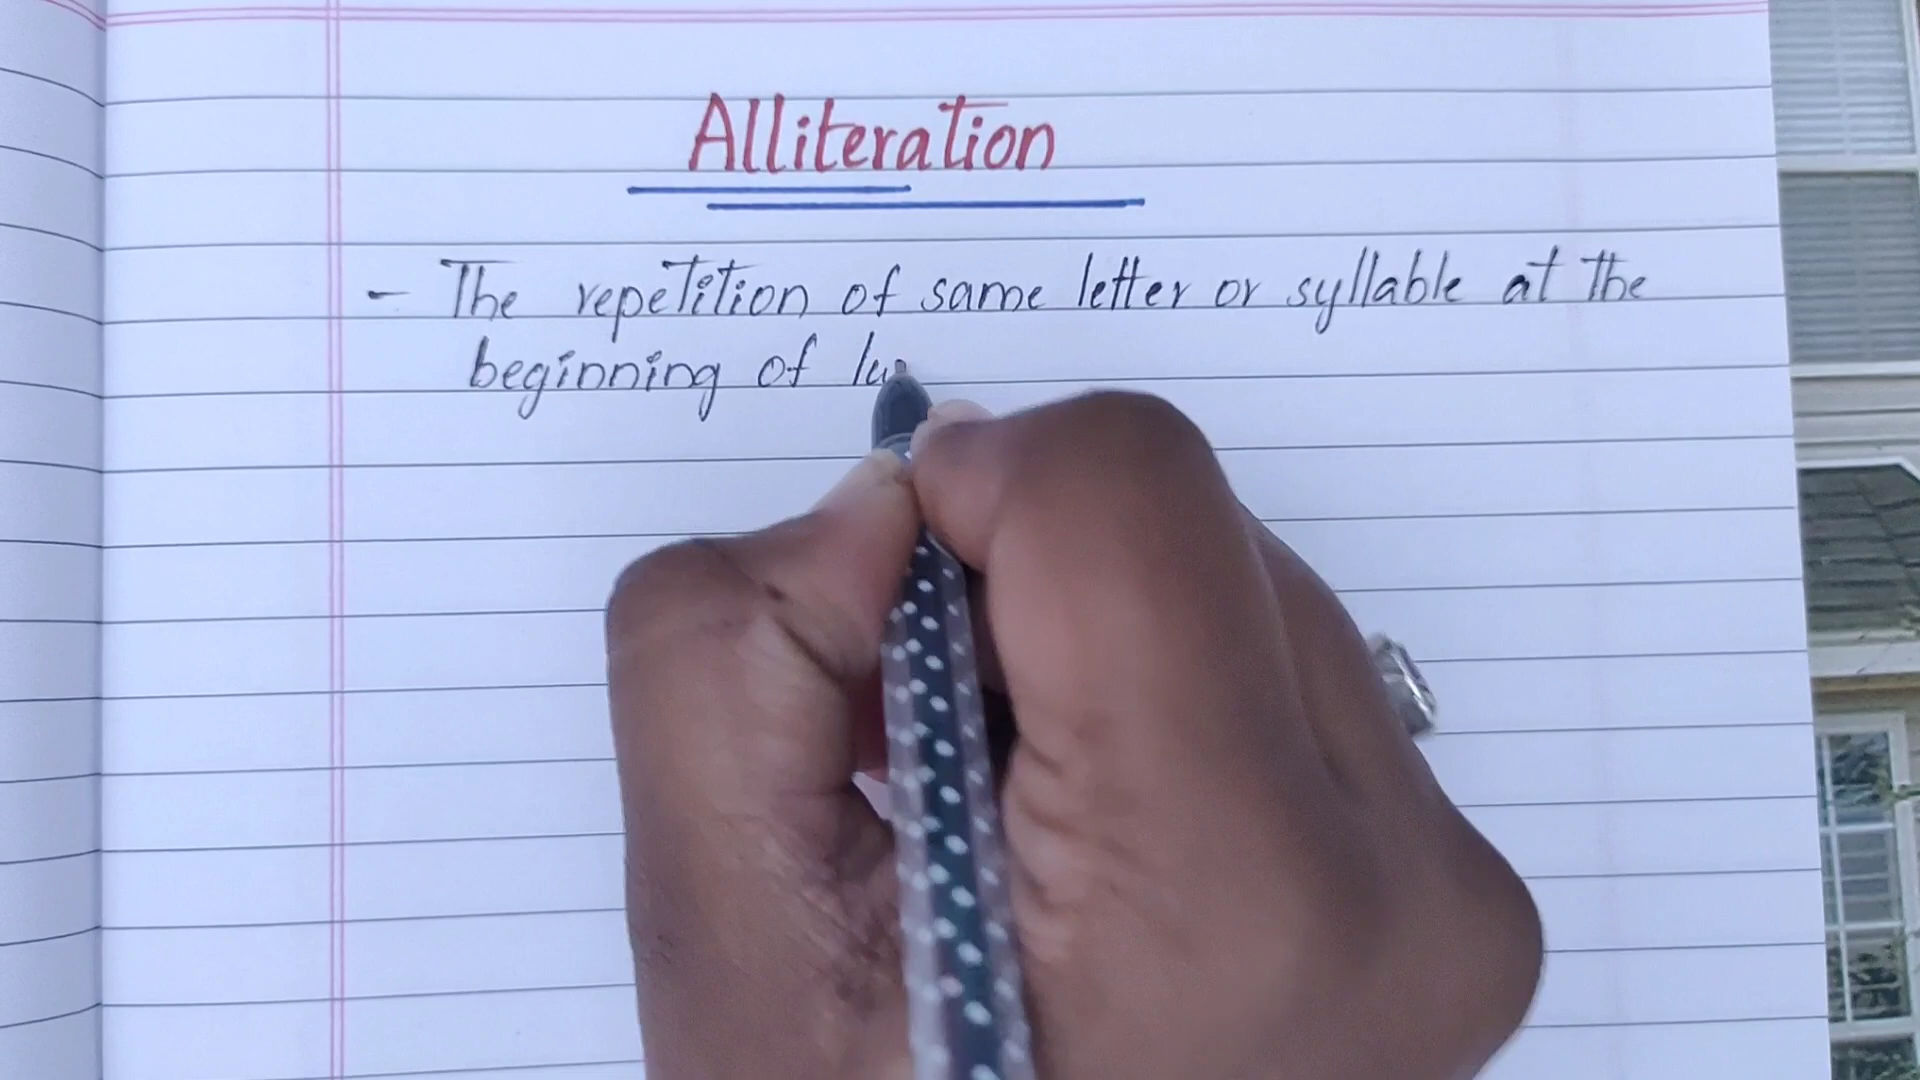 Alliteration
- The repetition of same letter or syllable at the
beginning of